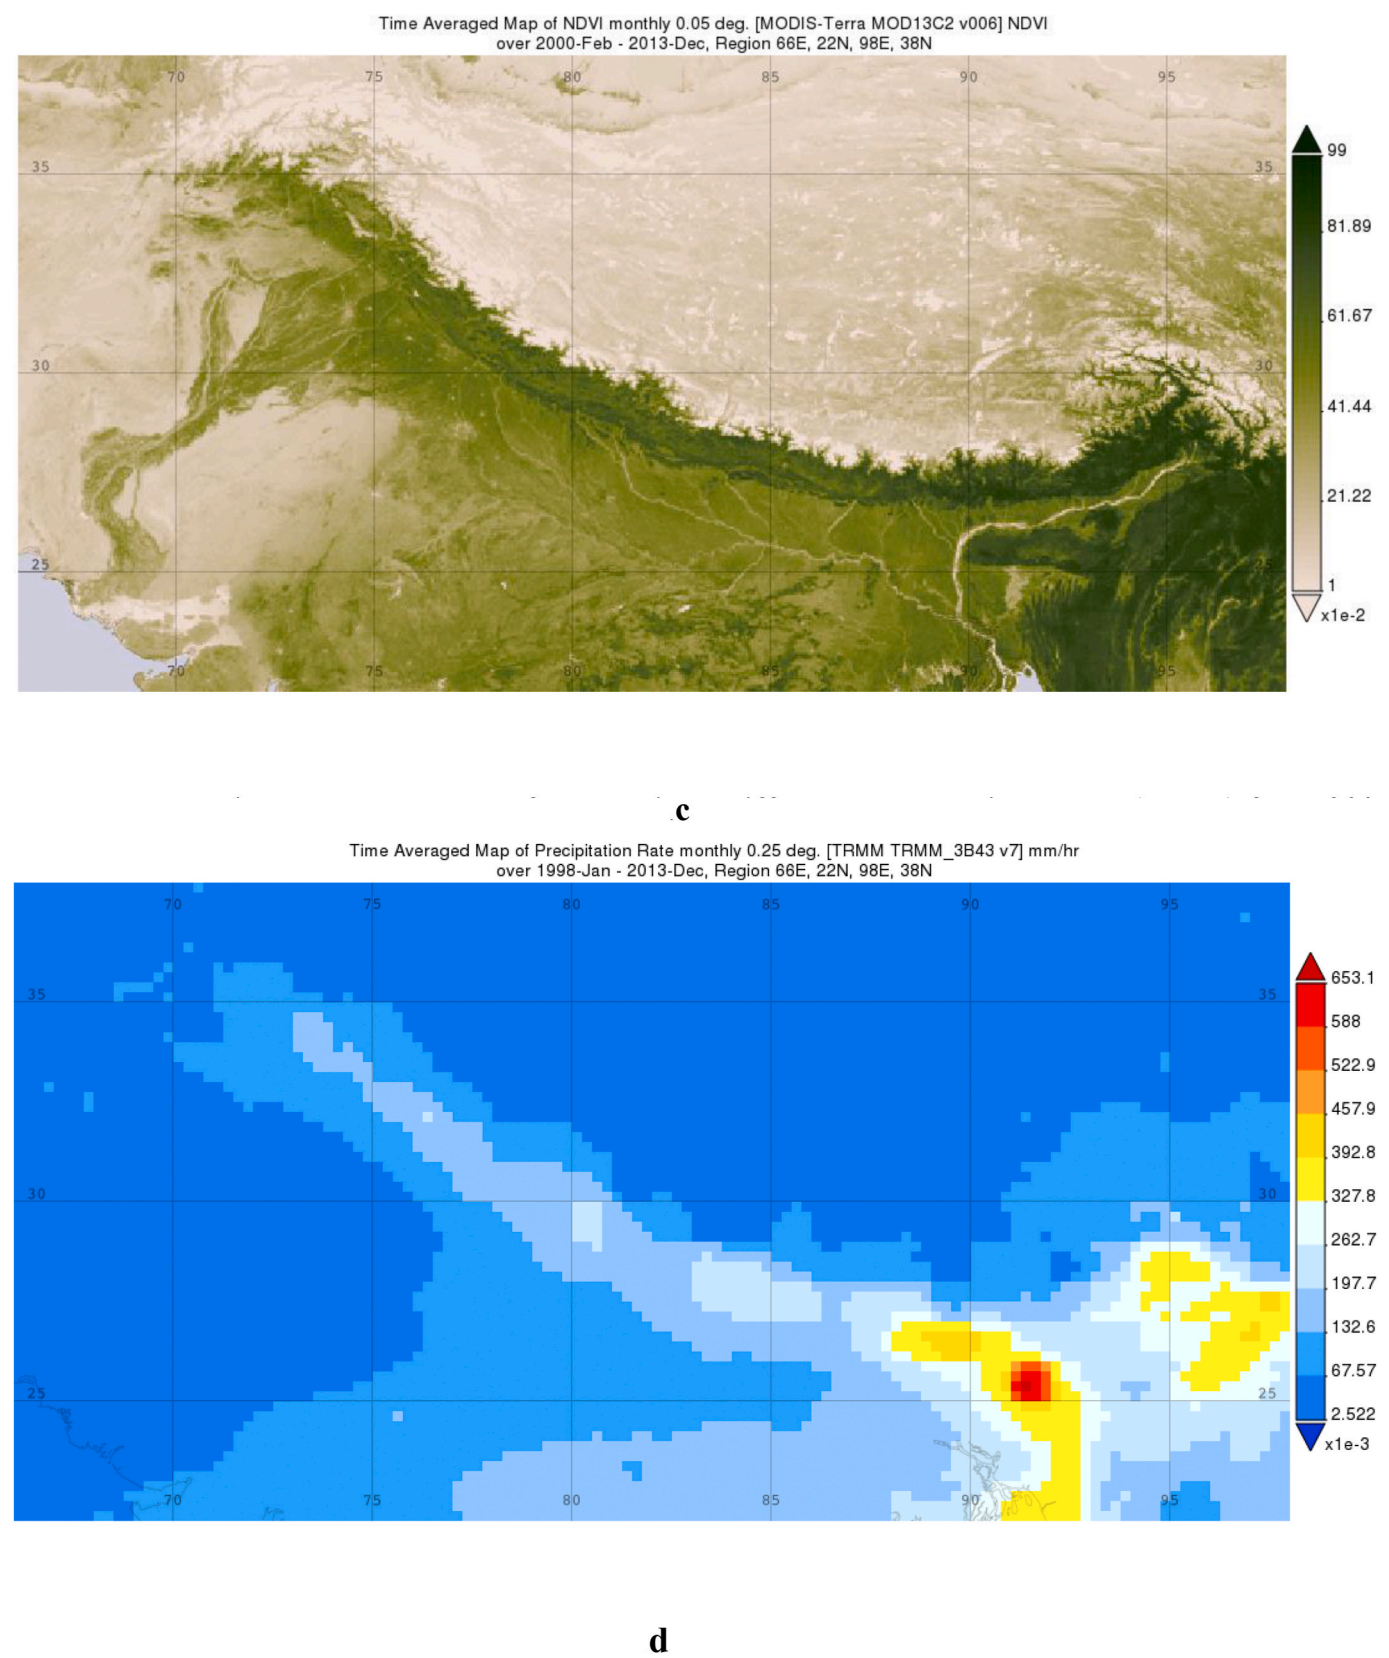 Time Averaged Map of NDVI monthly 0.05 deg. [MODIS-Terra MOD13C2 v006] NDVI
over 2000-Feb - 2013-Dec, Region 66E, 22N, 98E, 38N
70 75 80 85 90 95
99
35 35
81.89
61.67
30 30
41.44
21.22
25 25
1
x1e-2
70 75 80 85 90 95
c
Time Averaged Map of Precipitation Rate monthly 0.25 deg. [TRMM TRMM_3B43 v7] mm/hr
over 1998-Jan - 2013-Dec, Region 66E, 22N, 98E, 38N
70 75 80 85 90 95
653.1
35 35
588
522.9
457.9
392.8
30 30
327.8
262.7
197.7
132.6
67.57
25 25
2.522
x1e-3
70 75 80 85 90 95
d